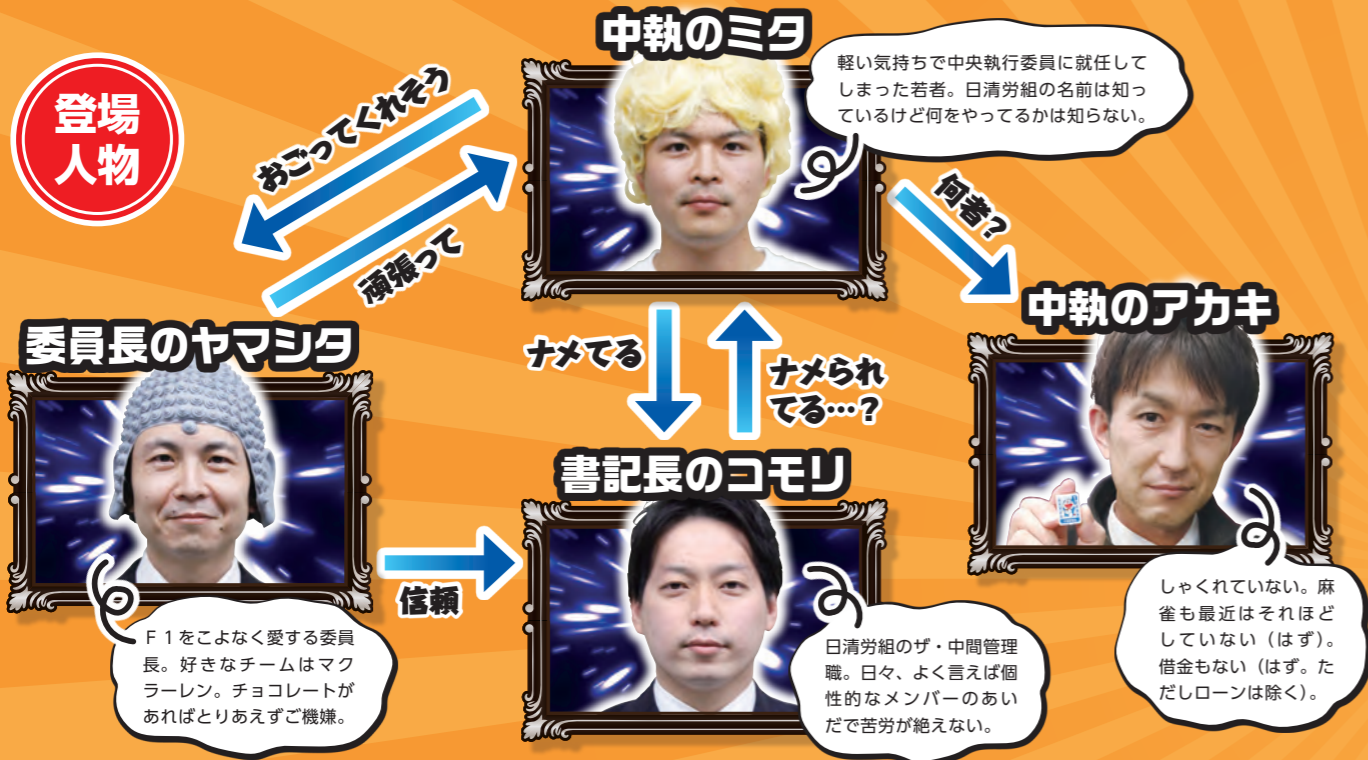 登場
人物
中執のミタ
軽い気持ちで中央執行委員に就任して
しまった若者。日清労組の名前は知っ
ているけど何をやってるかは知らない。
おごってくれそう
頑張って
何者?
委員長のヤマシタ
ナメてる
ナメられ
てる…?
中執のアカキ
書記長のコモリ
信頼
F1をこよなく愛する委員
長。好きなチームはマク
ラーレン。チョコレートが
あればとりあえずご機嫌。
日清労組のザ・中間管理
職。日々、よく言えば個
性的なメンバーのあい
だで苦労が絶えない。
しゃくれていない。麻
雀も最近はそれほど
していない(はず)。
借金もない(はず。た
だしローンは除く)。